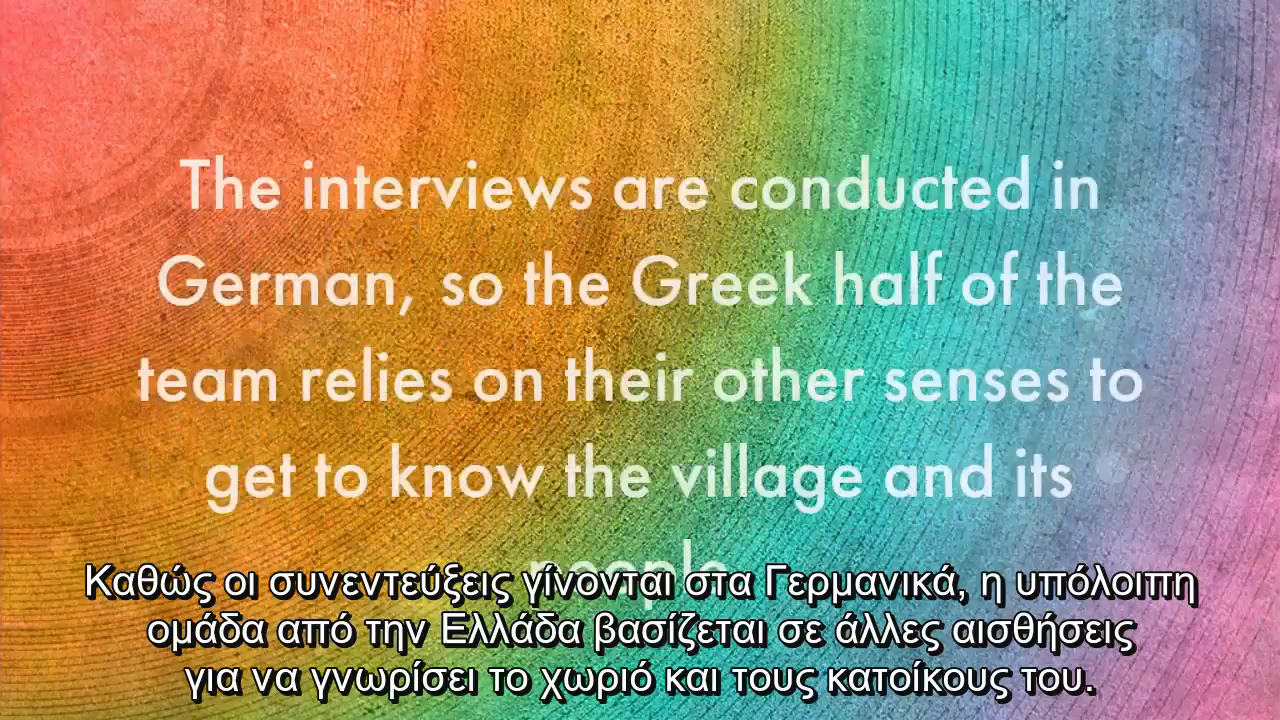 The interviews are conducted in
German, so the Greek half of the
team relies on their other senses to
get to know the village and its
people
Καθώς οι συνεντεύξεις γίνονται στα Γερμανικά, η υπόλοιπη
ομάδα από την Ελλάδα βασίζεται σε άλλες αισθήσεις
για να γνωρίσει το χωριό και τους κατοίκους του.